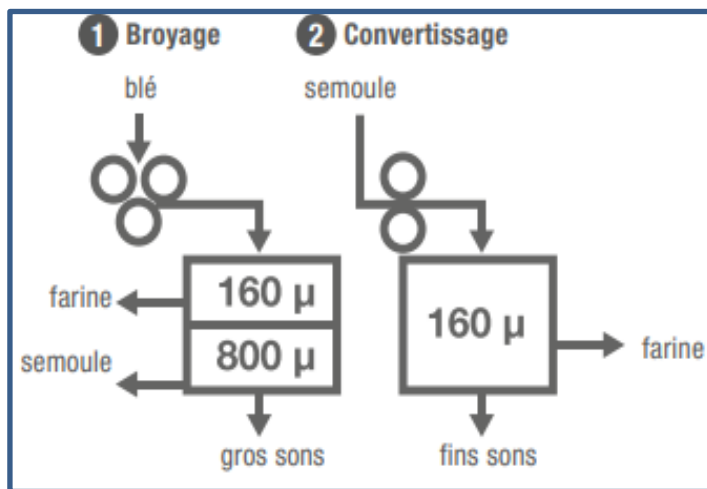 1 Broyage
blé
160 µ
farine
800 µ
semoule
gros sons
2 Convertissage
semoule
160 µ
farine
fins sons